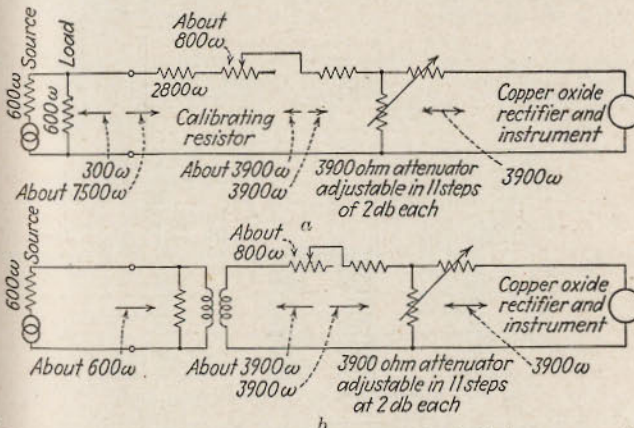 About
800ω
Source
Load
600ω
600ω
2800ω
Calibrating
resistor
Copper oxide
rectifier and
instrument
300ω
About 7500ω
About 3900ω
3900ω
3900 ohm attenuator
adjustable in 11 steps
of 2 db each
3900ω
a
About
800ω
Source
600ω
Copper oxide
rectifier and
instrument
About 600ω
About 3900ω
3900ω
3900 ohm attenuator
adjustable in 11 steps
at 2 db each
3900ω
b